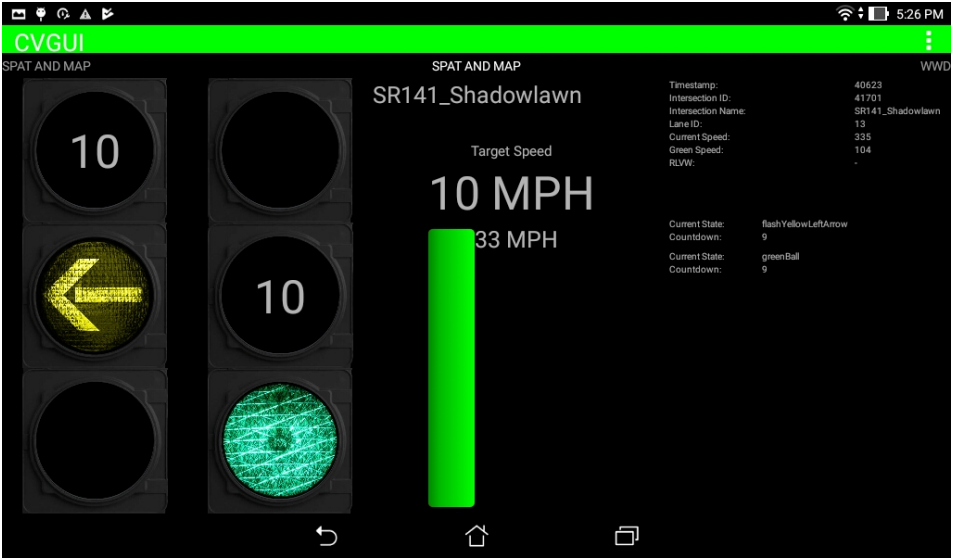 5:26 PM
CVGUI
SPAT AND MAP
SPAT AND MAP
WWD
10
10
SR141_Shadowlawn
Target Speed
10 MPH
33 MPH
Timestamp: 40623
Intersection ID: 41701
Intersection Name: SR141_Shadowlawn
Lane ID: 13
Current Speed: 335
Green Speed: 104
RLVW: -
Current State: flashYellowLeftArrow
Countdown: 9
Current State: greenBall
Countdown: 9